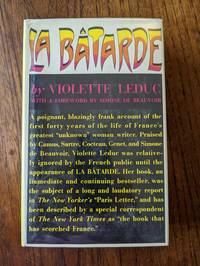 LA BÂTARDE
by VIOLETTE LEDUC
WITH A FOREWORD BY SIMONE DE BEAUVOIR
A poignant, blazingly frank account of the
first forty years of the life of France's
greatest "unknown" woman writer. Praised
by Camus, Sartre, Cocteau, Genet, and Simone
de Beauvoir, Violette Leduc was relative-
ly ignored by the French public until the
appearance of LA BÂTARDE. Her book, an
immediate and continuing bestseller, was
the subject of a long and laudatory report
in The New Yorker's "Paris Letter," and has
been described by a special correspondent
of The New York Times as "the book that
has scorched France."